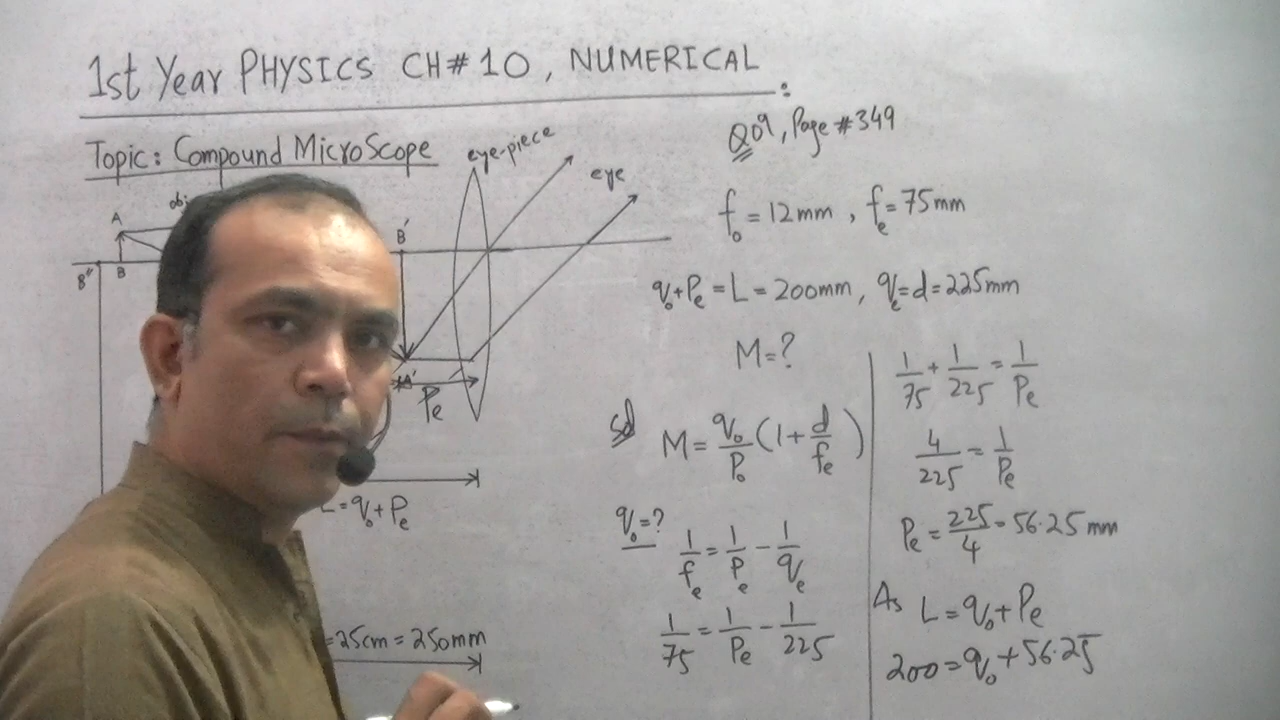 1st Year PHYSICS CH# 10, NUMERICAL:
Topic: Compound MicroScope
eye-piece
eye
obj
A
B
B"
B'
A'
Pe
L = qo + Pe
=25cm = 250mm
Q09, Page #349
fo = 12mm, fe = 75mm
qo+Pe = L = 200mm, qe = d = 225mm
M = ?
Sol
M = qo/Po (1 + d/fe)
qo = ?
1/fe = 1/Pe - 1/qe
1/75 = 1/Pe - 1/225
1/75 + 1/225 = 1/Pe
4/225 = 1/Pe
Pe = 225/4 = 56.25 mm
As L = qo + Pe
200 = qo + 56.25